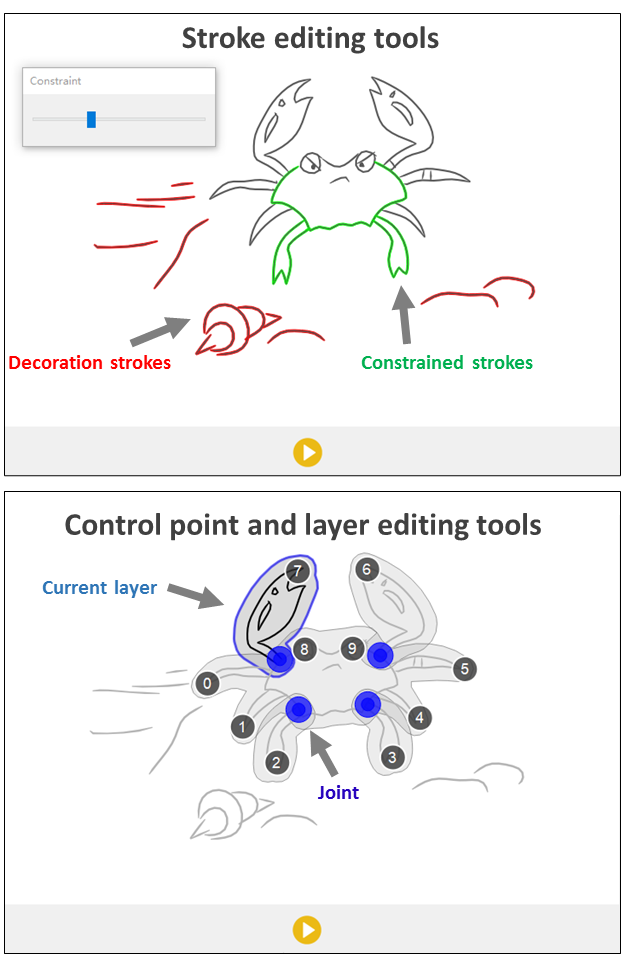 Stroke editing tools
Constraint
Decoration strokes
Constrained strokes
Control point and layer editing tools
Current layer
7
6
8
9
0
5
1
4
2
3
Joint